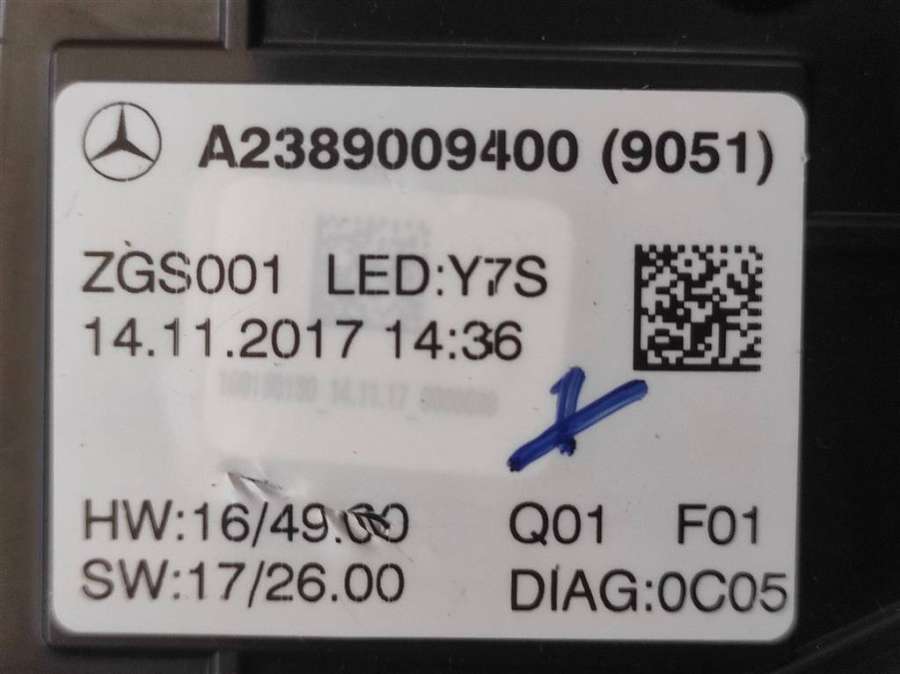 A2389009400 (9051)
ZGS001 LED:Y7S
14.11.2017 14:36
HW:16/49.00 Q01 F01
SW:17/26.00 DIAG:0C05